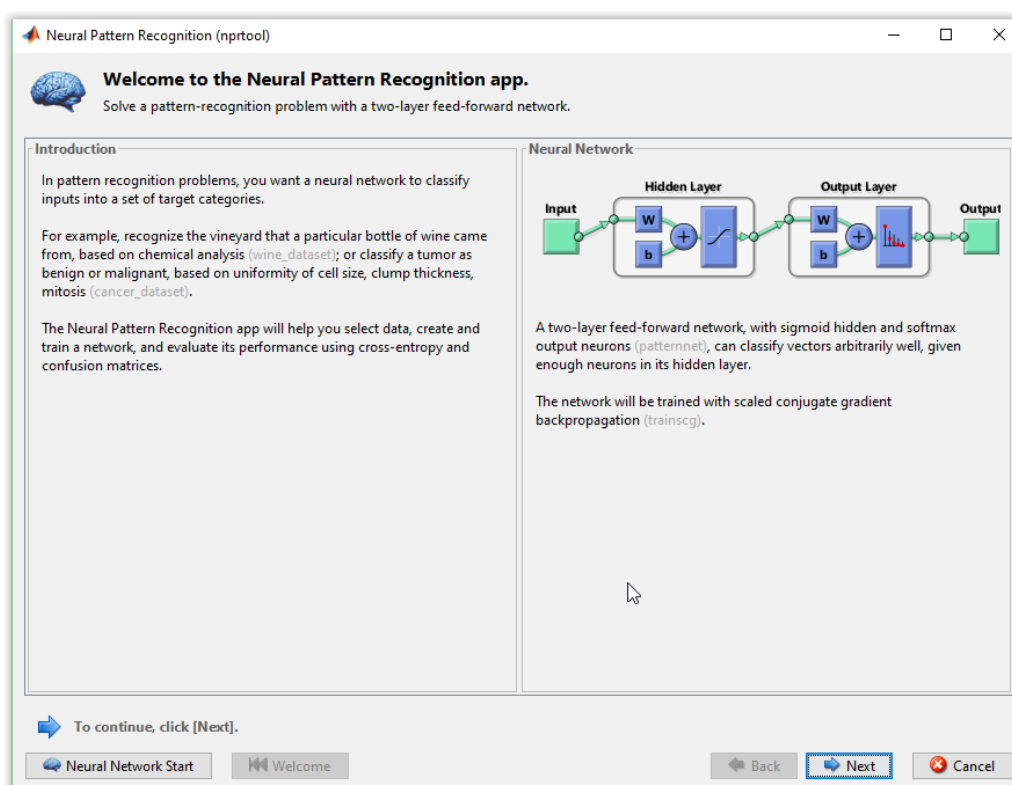 Neural Pattern Recognition (nprtool)
Welcome to the Neural Pattern Recognition app.
Solve a pattern-recognition problem with a two-layer feed-forward network.
Introduction
In pattern recognition problems, you want a neural network to classify
inputs into a set of target categories.
For example, recognize the vineyard that a particular bottle of wine came
from, based on chemical analysis (wine_dataset); or classify a tumor as
benign or malignant, based on uniformity of cell size, clump thickness,
mitosis (cancer_dataset).
The Neural Pattern Recognition app will help you select data, create and
train a network, and evaluate its performance using cross-entropy and
confusion matrices.
Neural Network
Hidden Layer
Output Layer
Input
Output
W
b
W
b
A two-layer feed-forward network, with sigmoid hidden and softmax
output neurons (patternnet), can classify vectors arbitrarily well, given
enough neurons in its hidden layer.
The network will be trained with scaled conjugate gradient
backpropagation (trainscg).
To continue, click [Next].
Neural Network Start
Welcome
Back
Next
Cancel